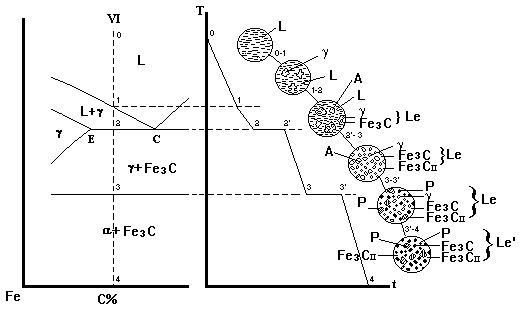 VI
T
0
L
1
L+γ
γ
2
E
C
γ+Fe3C
3
α+Fe3C
4
Fe
C%
0
1
2
2'
3
3'
4
t
L
0-1
γ
L
1-2
A
L
γ
Fe3C } Le
2'-3
A
γ
Fe3C
Fe3CII } Le
3-3'
P
γ
P
Fe3C
Fe3CII } Le
3'-4
P
P
Fe3CII
Fe3C
Fe3CII } Le'